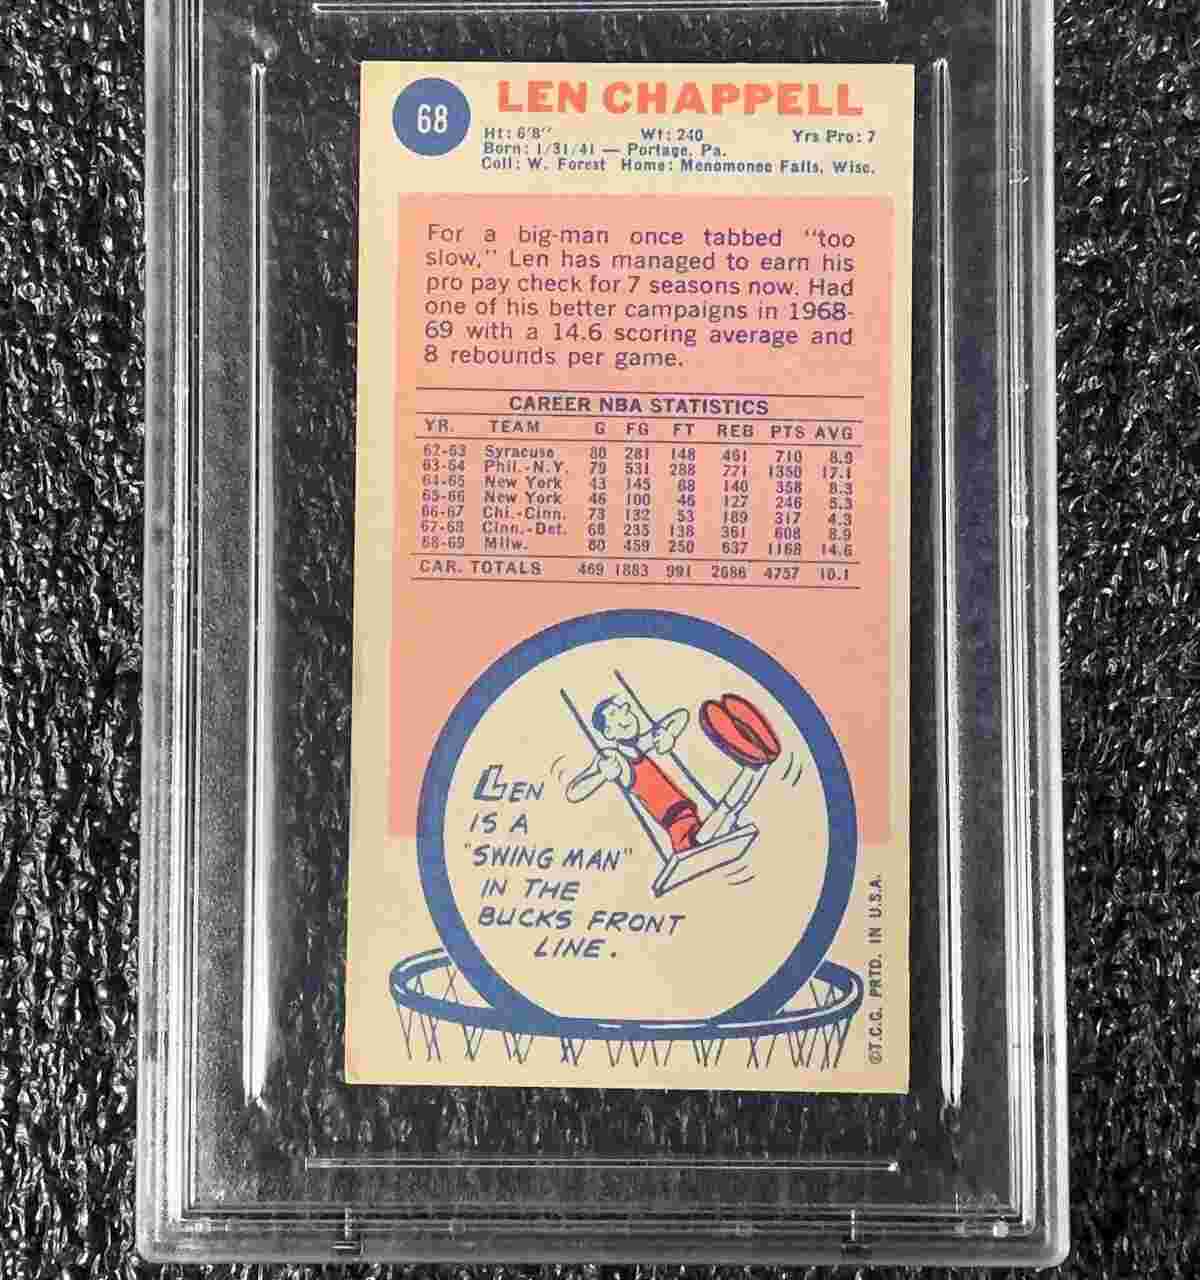 68
LEN CHAPPELL
Ht: 6'8" Wt: 240 Yrs Pro: 7
Born: 1/31/41 — Portage, Pa.
Coll: W. Forest Home: Menomonee Falls, Wisc.
For a big-man once tabbed "too
slow," Len has managed to earn his
pro pay check for 7 seasons now. Had
one of his better campaigns in 1968-
69 with a 14.6 scoring average and
8 rebounds per game.
CAREER NBA STATISTICS
YR. TEAM G FG FT REB PTS AVG
62-63 Syracuse 80 281 148 461 710 8.9
63-64 Phil.-N.Y. 79 531 288 771 1350 17.1
64-65 New York 43 145 68 140 358 8.3
65-66 New York 46 100 46 127 246 5.3
66-67 Chi.-Cinn. 73 132 53 189 317 4.3
67-68 Cinn.-Det. 68 235 138 361 608 8.9
68-69 Milw. 80 459 250 637 1168 14.6
CAR. TOTALS 469 1883 991 2686 4757 10.1
LEN
IS A
"SWING MAN"
IN THE
BUCKS FRONT
LINE.
©T.C.G. PRTD. IN U.S.A.